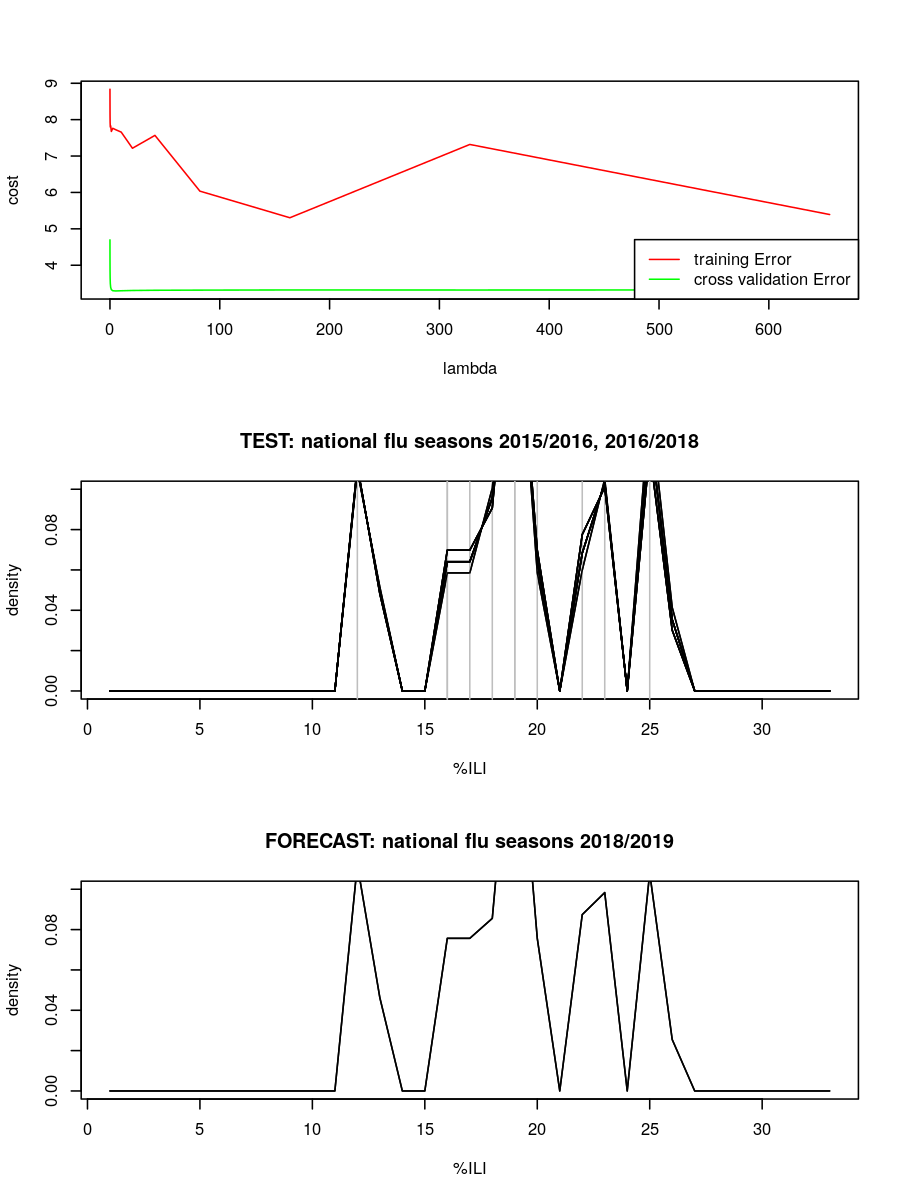 cost
9
8
7
6
5
4
training Error
cross validation Error
0 100 200 300 400 500 600
lambda
TEST: national flu seasons 2015/2016, 2016/2018
density
0.08
0.04
0.00
0 5 10 15 20 25 30
%ILI
FORECAST: national flu seasons 2018/2019
density
0.08
0.04
0.00
0 5 10 15 20 25 30
%ILI